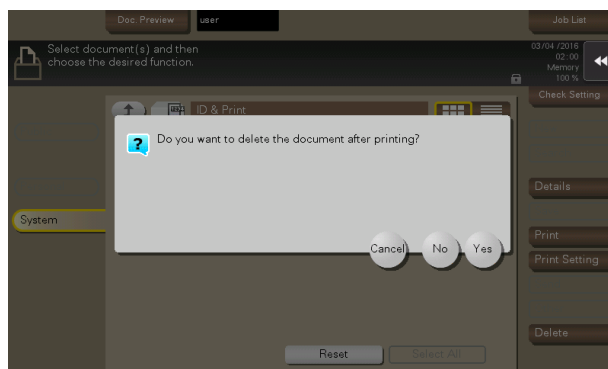 Doc. Preview
user
Job List
Select document(s) and then
choose the desired function.
03/04 /2016
02:00
Memory
100 %
Check Setting
ID & Print
Do you want to delete the document after printing?
Details
System
Print
Cancel
No
Yes
Print Setting
Delete
Reset
Select All